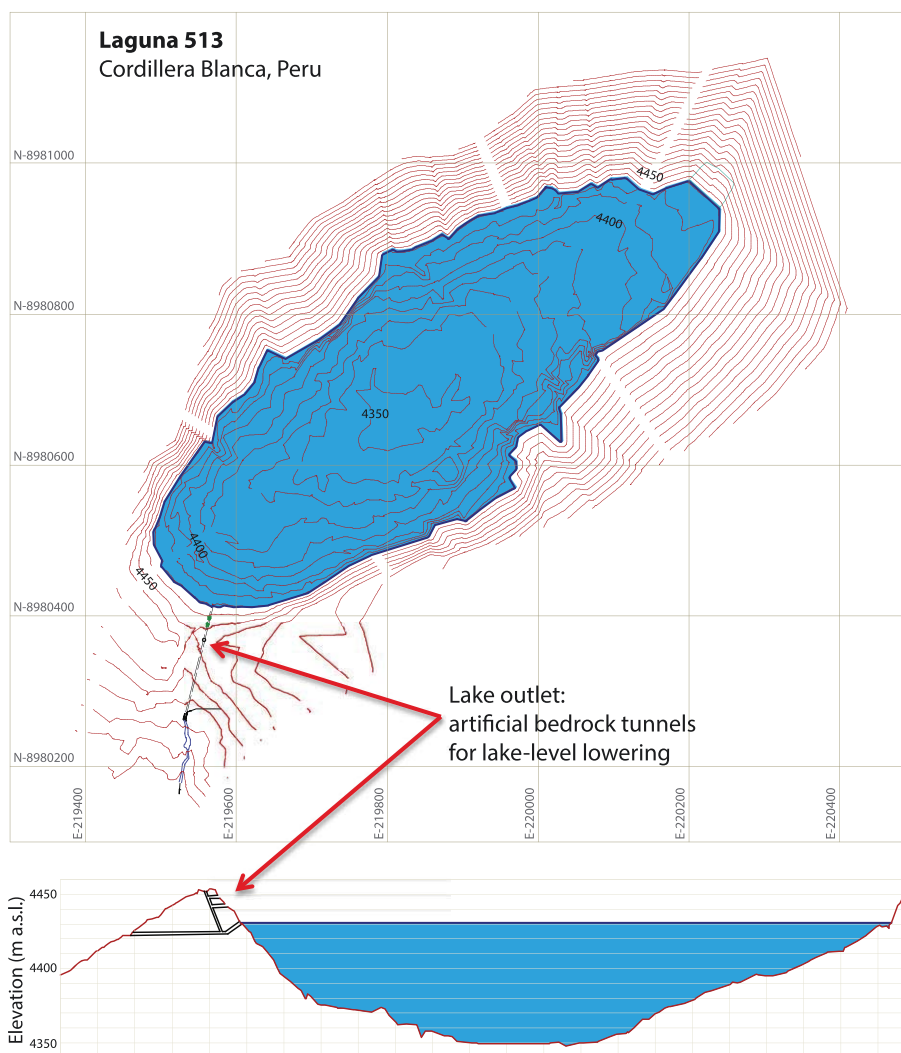 Laguna 513
Cordillera Blanca, Peru
N-8981000
4450
4400
N-8980800
4350
N-8980600
4400
4450
N-8980400
Lake outlet:
artificial bedrock tunnels
for lake-level lowering
N-8980200
E-219400
E-219600
E-219800
E-220000
E-220200
E-220400
Elevation (m a.s.l.)
4450
4400
4350